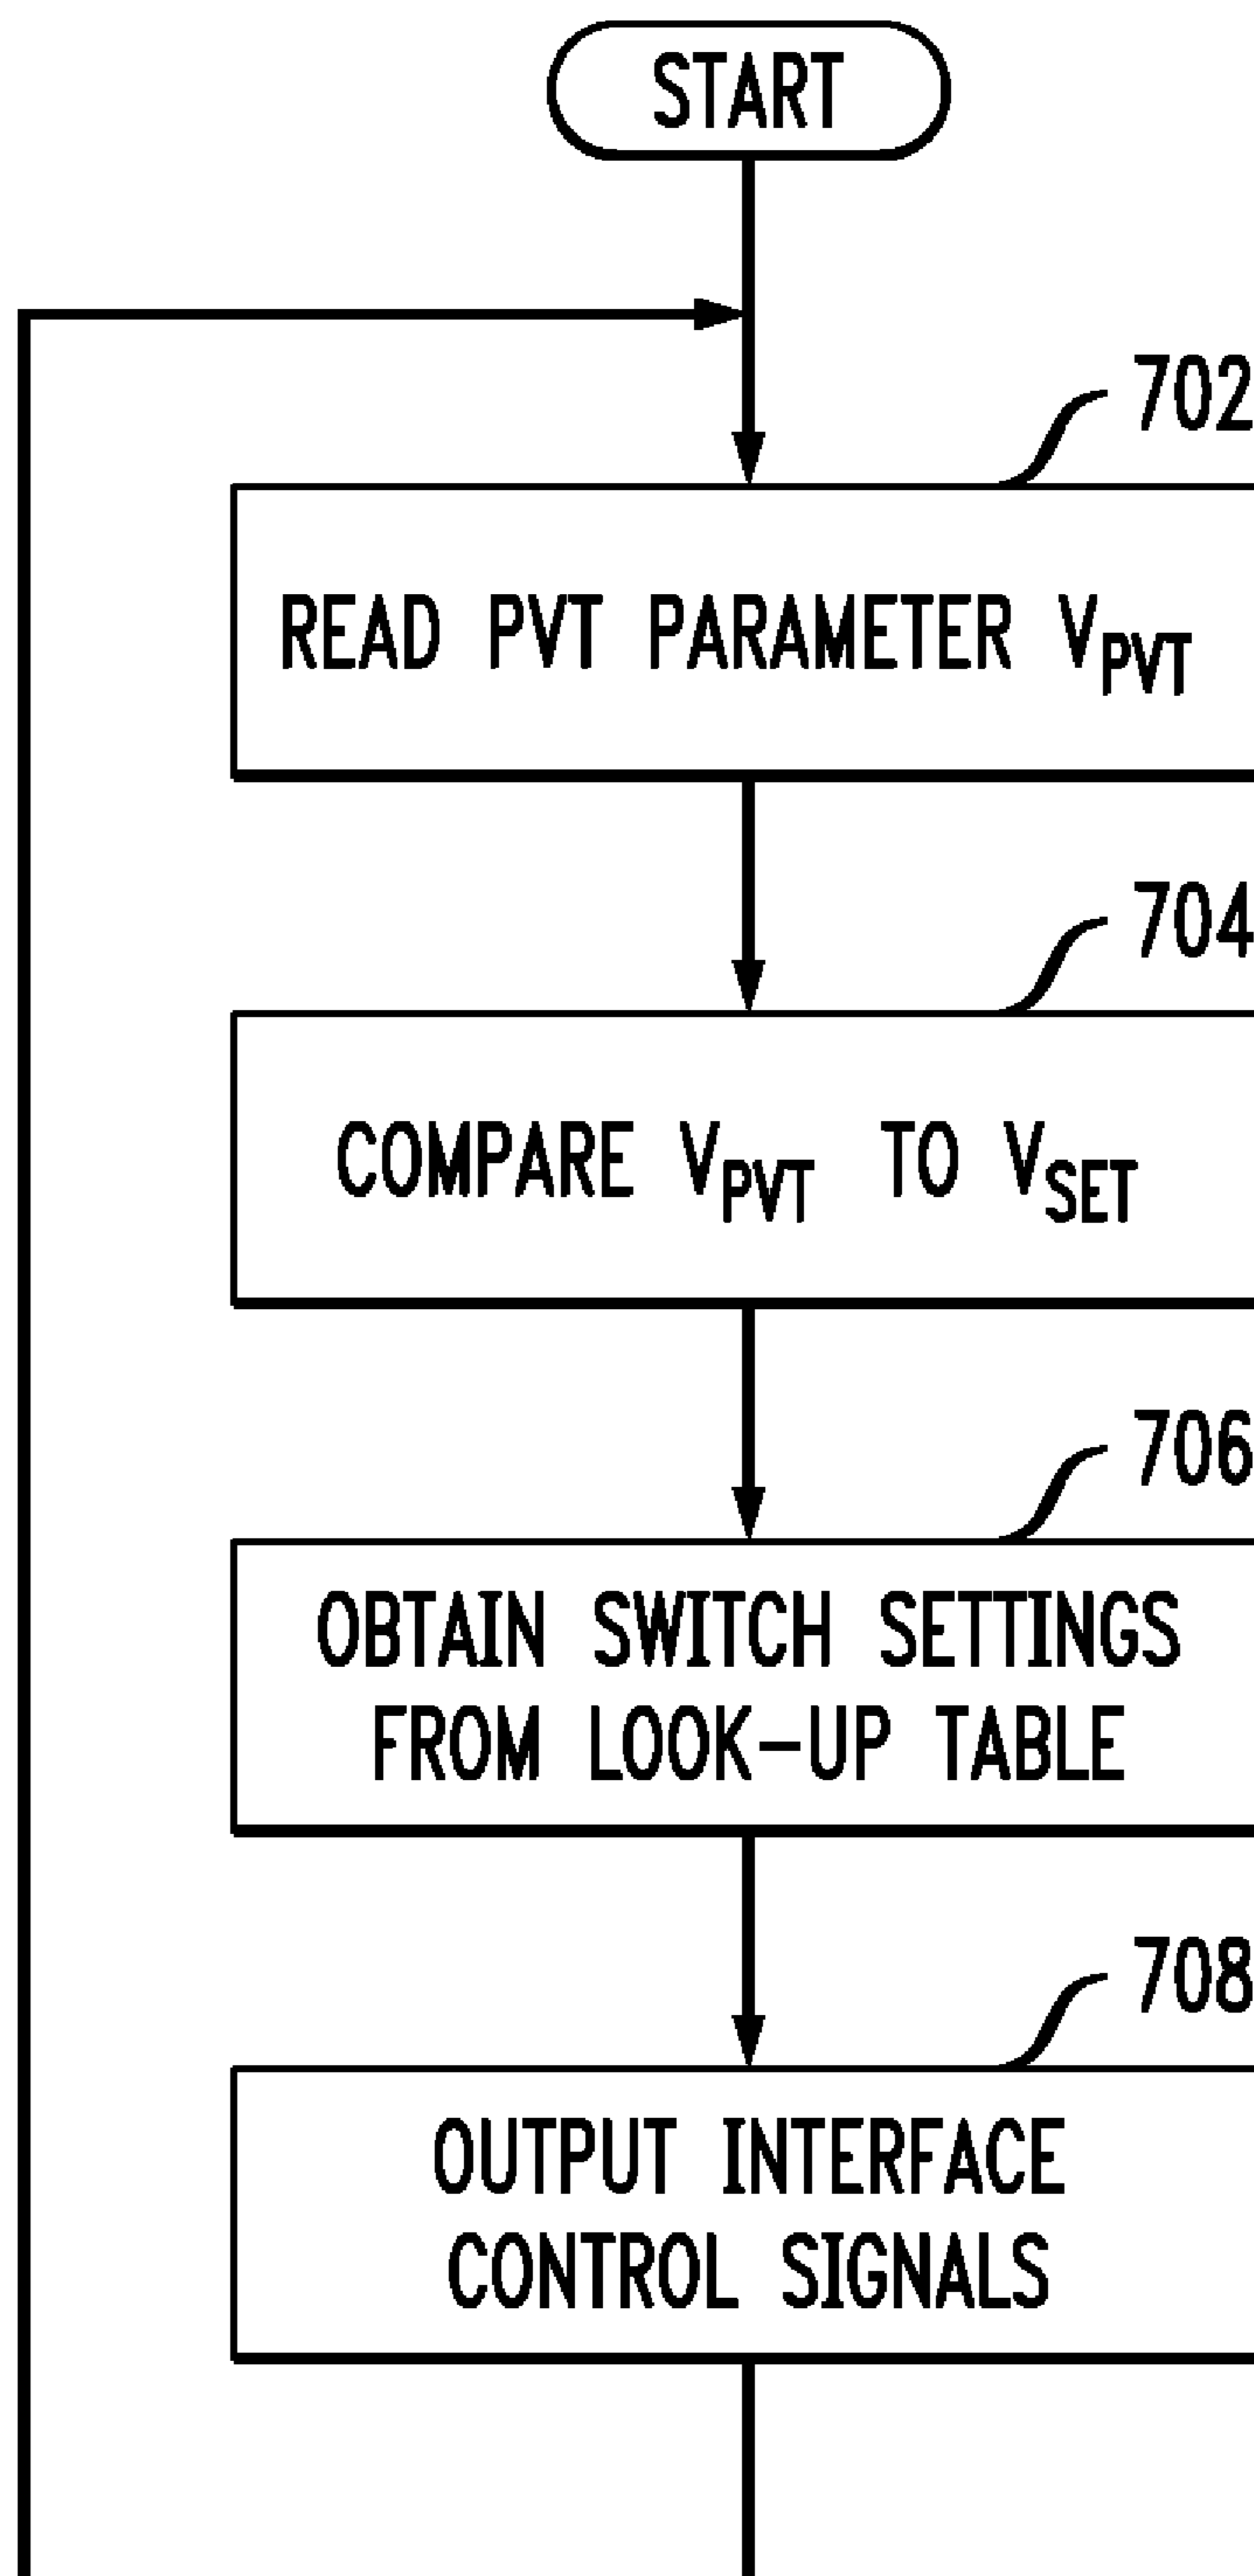 START
702
READ PVT PARAMETER VPVT
704
COMPARE VPVT TO VSET
706
OBTAIN SWITCH SETTINGS
FROM LOOK-UP TABLE
708
OUTPUT INTERFACE
CONTROL SIGNALS